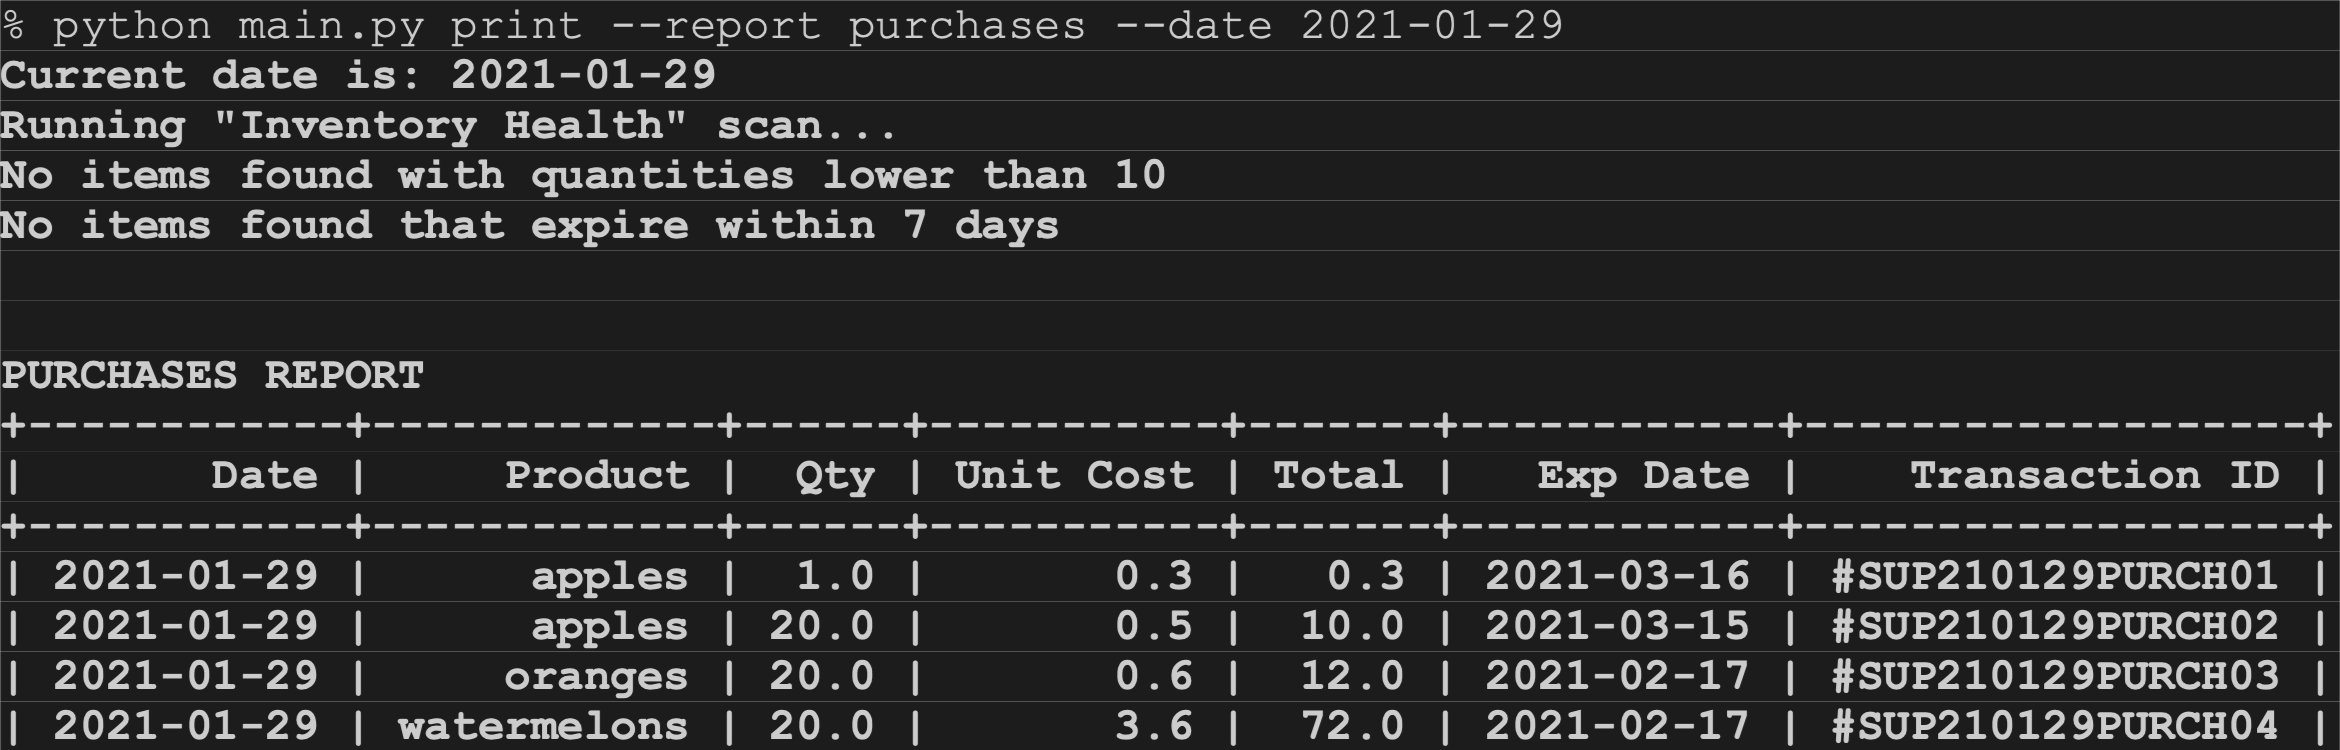 % python main.py print --report purchases --date 2021-01-29
Current date is: 2021-01-29
Running "Inventory Health" scan...
No items found with quantities lower than 10
No items found that expire within 7 days
PURCHASES REPORT
+------------+-------------+------+-----------+-------+------------+-------------------+
|       Date |     Product |  Qty | Unit Cost | Total |   Exp Date |    Transaction ID |
+------------+-------------+------+-----------+-------+------------+-------------------+
| 2021-01-29 |      apples |  1.0 |       0.3 |   0.3 | 2021-03-16 | #SUP210129PURCH01 |
| 2021-01-29 |      apples | 20.0 |       0.5 |  10.0 | 2021-03-15 | #SUP210129PURCH02 |
| 2021-01-29 |     oranges | 20.0 |       0.6 |  12.0 | 2021-02-17 | #SUP210129PURCH03 |
| 2021-01-29 | watermelons | 20.0 |       3.6 |  72.0 | 2021-02-17 | #SUP210129PURCH04 |